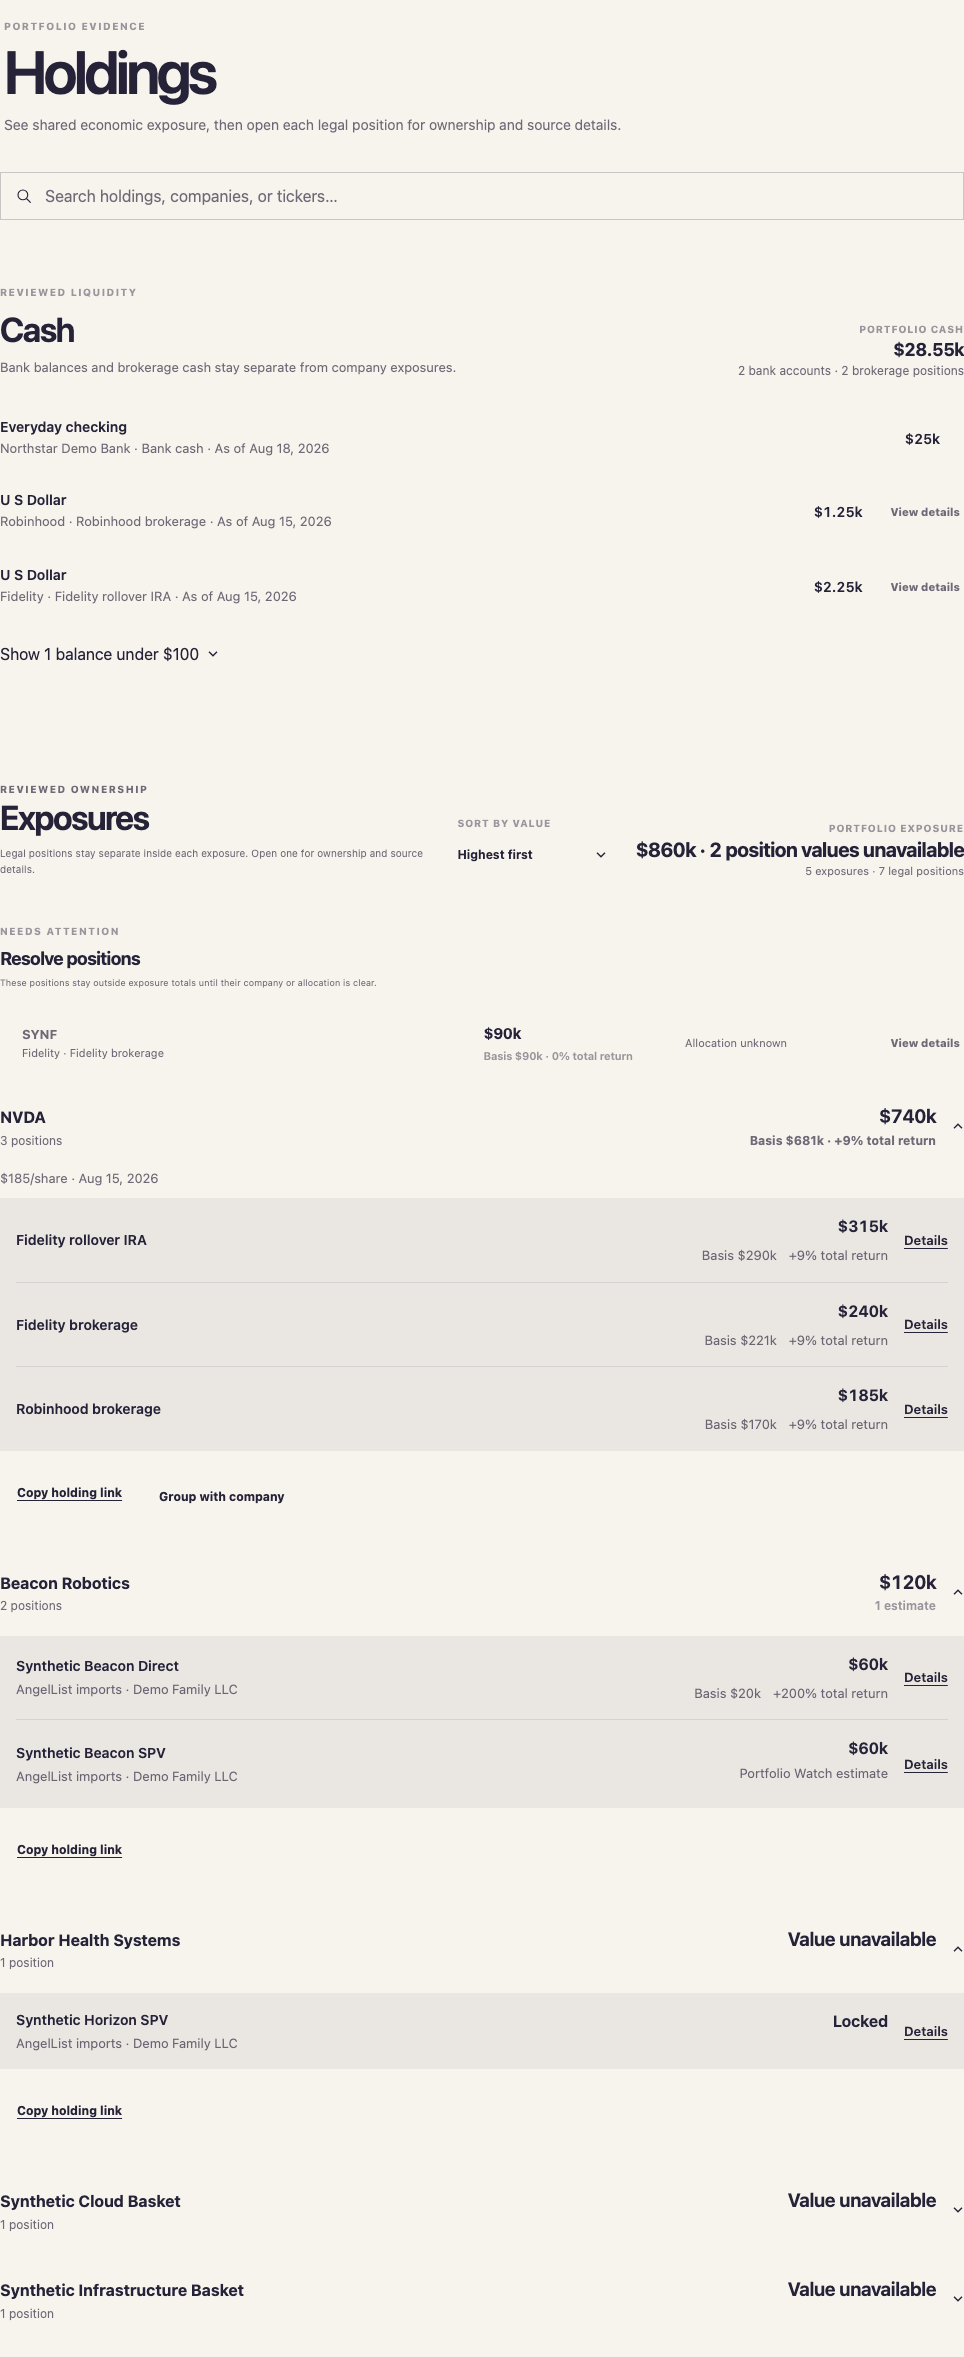 PORTFOLIO EVIDENCE
Holdings
See shared economic exposure, then open each legal position for ownership and source details.
Search holdings, companies, or tickers...
REVIEWED LIQUIDITY
Cash
Bank balances and brokerage cash stay separate from company exposures.
PORTFOLIO CASH
$28.55k
2 bank accounts · 2 brokerage positions
Everyday checking
Northstar Demo Bank · Bank cash · As of Aug 18, 2026
$25k
U S Dollar
Robinhood · Robinhood brokerage · As of Aug 15, 2026
$1.25k
View details
U S Dollar
Fidelity · Fidelity rollover IRA · As of Aug 15, 2026
$2.25k
View details
Show 1 balance under $100
REVIEWED OWNERSHIP
Exposures
Legal positions stay separate inside each exposure. Open one for ownership and source
details.
SORT BY VALUE
Highest first
PORTFOLIO EXPOSURE
$860k · 2 position values unavailable
5 exposures · 7 legal positions
NEEDS ATTENTION
Resolve positions
These positions stay outside exposure totals until their company or allocation is clear.
SYNF
Fidelity · Fidelity brokerage
$90k
Basis $90k · 0% total return
Allocation unknown
View details
NVDA
3 positions
$740k
Basis $681k · +9% total return
$185/share · Aug 15, 2026
Fidelity rollover IRA
$315k
Basis $290k +9% total return
Details
Fidelity brokerage
$240k
Basis $221k +9% total return
Details
Robinhood brokerage
$185k
Basis $170k +9% total return
Details
Copy holding link
Group with company
Beacon Robotics
2 positions
$120k
1 estimate
Synthetic Beacon Direct
AngelList imports · Demo Family LLC
$60k
Basis $20k +200% total return
Details
Synthetic Beacon SPV
AngelList imports · Demo Family LLC
$60k
Portfolio Watch estimate
Details
Copy holding link
Harbor Health Systems
1 position
Value unavailable
Synthetic Horizon SPV
AngelList imports · Demo Family LLC
Locked
Details
Copy holding link
Synthetic Cloud Basket
1 position
Value unavailable
Synthetic Infrastructure Basket
1 position
Value unavailable